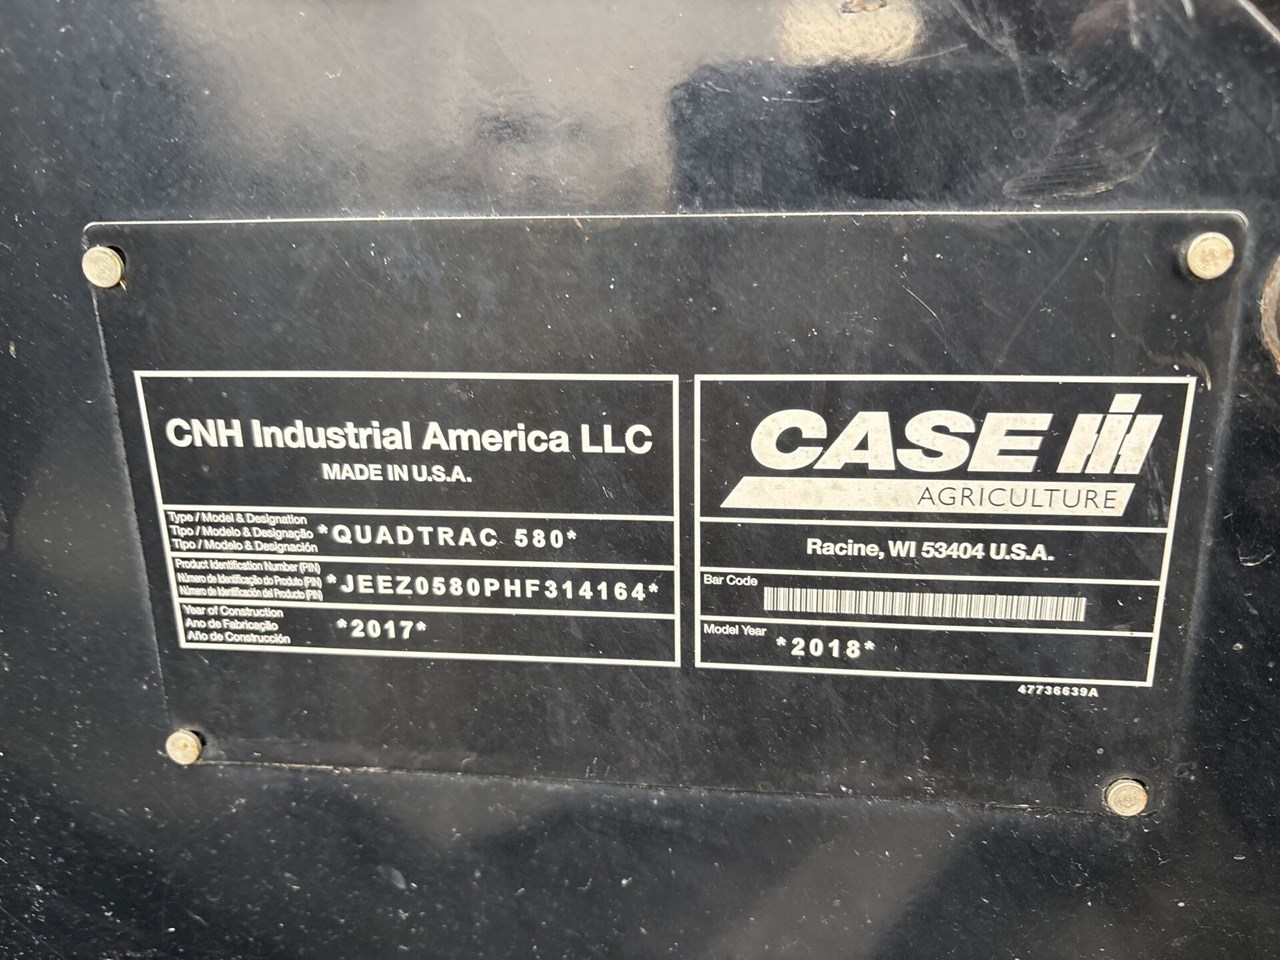 CNH Industrial America LLC
MADE IN U.S.A.
Type / Model & Designation
Tipo / Modelo & Designação
Tipo / Modelo & Designación
*QUADTRAC 580*
Product Identification Number (PIN)
Número de Identificação do Produto (PIN)
Número de Identificación del Producto (PIN)
*JEEZ0580PHF314164*
Year of Construction
Ano de Fabricação
Año de Construcción
*2017*
CASE IH
AGRICULTURE
Racine, WI 53404 U.S.A.
Bar Code
Model Year
*2018*
47736639A